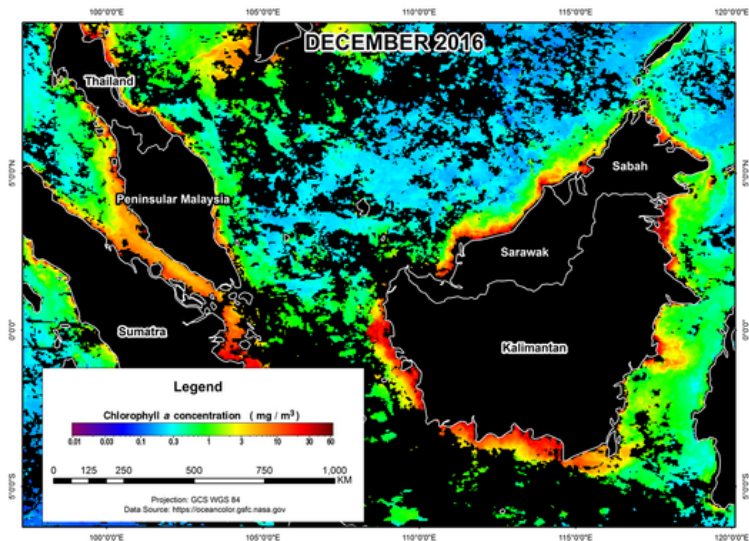 100°0'0"E 105°0'0"E 110°0'0"E 115°0'0"E 120°0'0"E
DECEMBER 2016
N
Thailand
5°0'0"N 5°0'0"N
Sabah
Peninsular Malaysia
Sarawak
0°0'0" 0°0'0"
Sumatra
Kalimantan
Legend
Chlorophyll a concentration ( mg / m³ )
0.01 0.03 0.1 0.3 1 3 10 30 60
0 125 250 500 750 1,000
KM
Projection: GCS WGS 84
Data Source: https://oceancolor.gsfc.nasa.gov
5°0'0"S 5°0'0"S
100°0'0"E 105°0'0"E 110°0'0"E 115°0'0"E 120°0'0"E